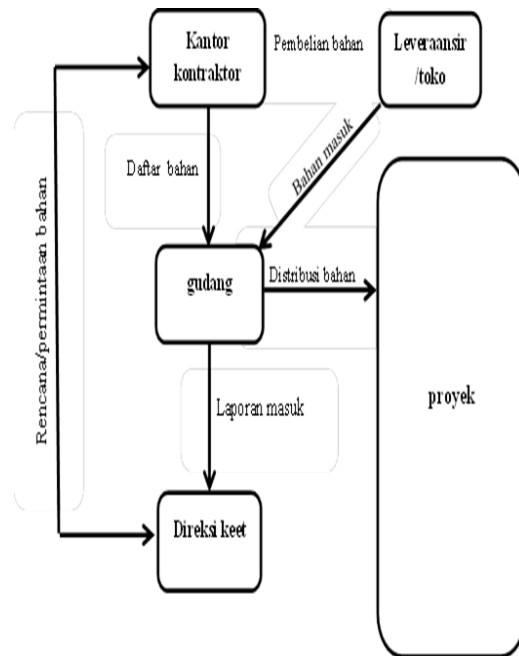 Kantor
kontraktor
Pembelian bahan
Leveraansir
/toko
Daftar bahan
Bahan masuk
Rencana/permintaan bahan
gudang
Distribusi bahan
Laporan masuk
proyek
Direksi keet